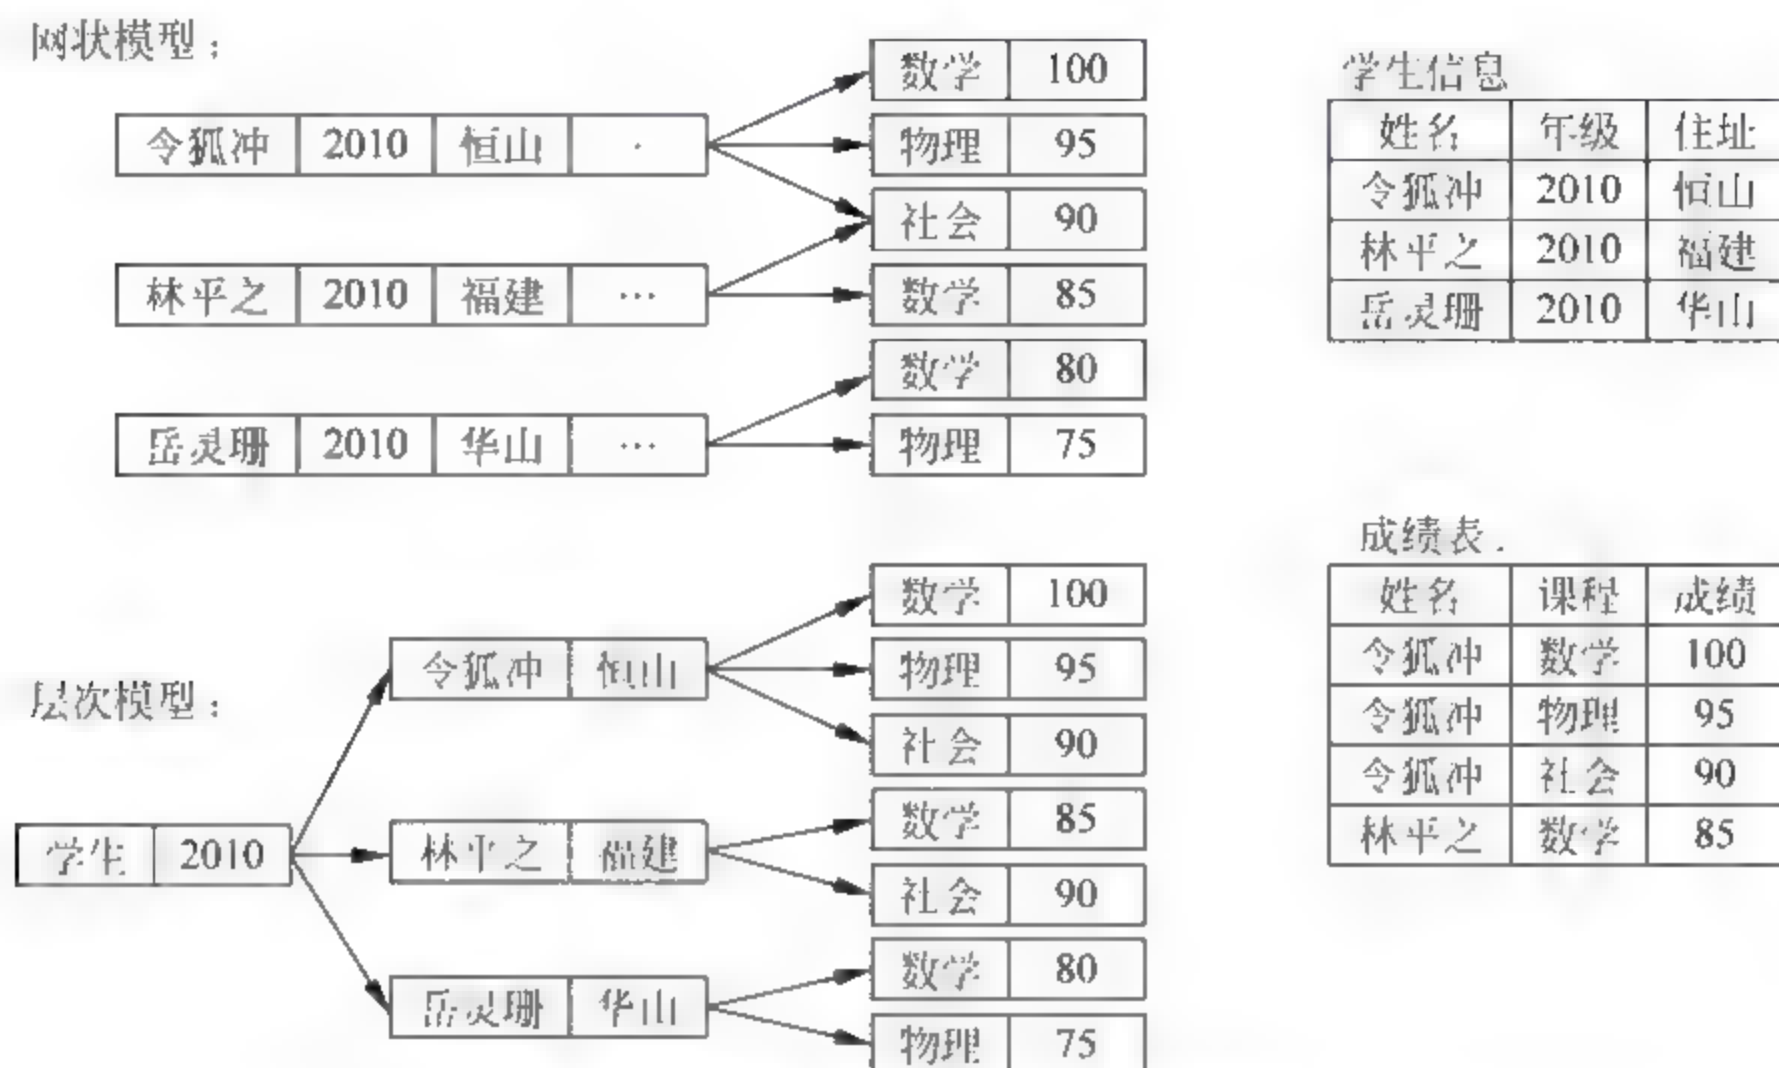 网状模型：
令狐冲 2010 恒山 ·
林平之 2010 福建 …
岳灵珊 2010 华山 …
数学 100
物理 95
社会 90
数学 85
数学 80
物理 75
层次模型：
学生 2010
令狐冲 恒山
林平之 福建
岳灵珊 华山
数学 100
物理 95
社会 90
数学 85
社会 90
数学 80
物理 75
学生信息
姓名 年级 住址
令狐冲 2010 恒山
林平之 2010 福建
岳灵珊 2010 华山
成绩表.
姓名 课程 成绩
令狐冲 数学 100
令狐冲 物理 95
令狐冲 社会 90
林平之 数学 85